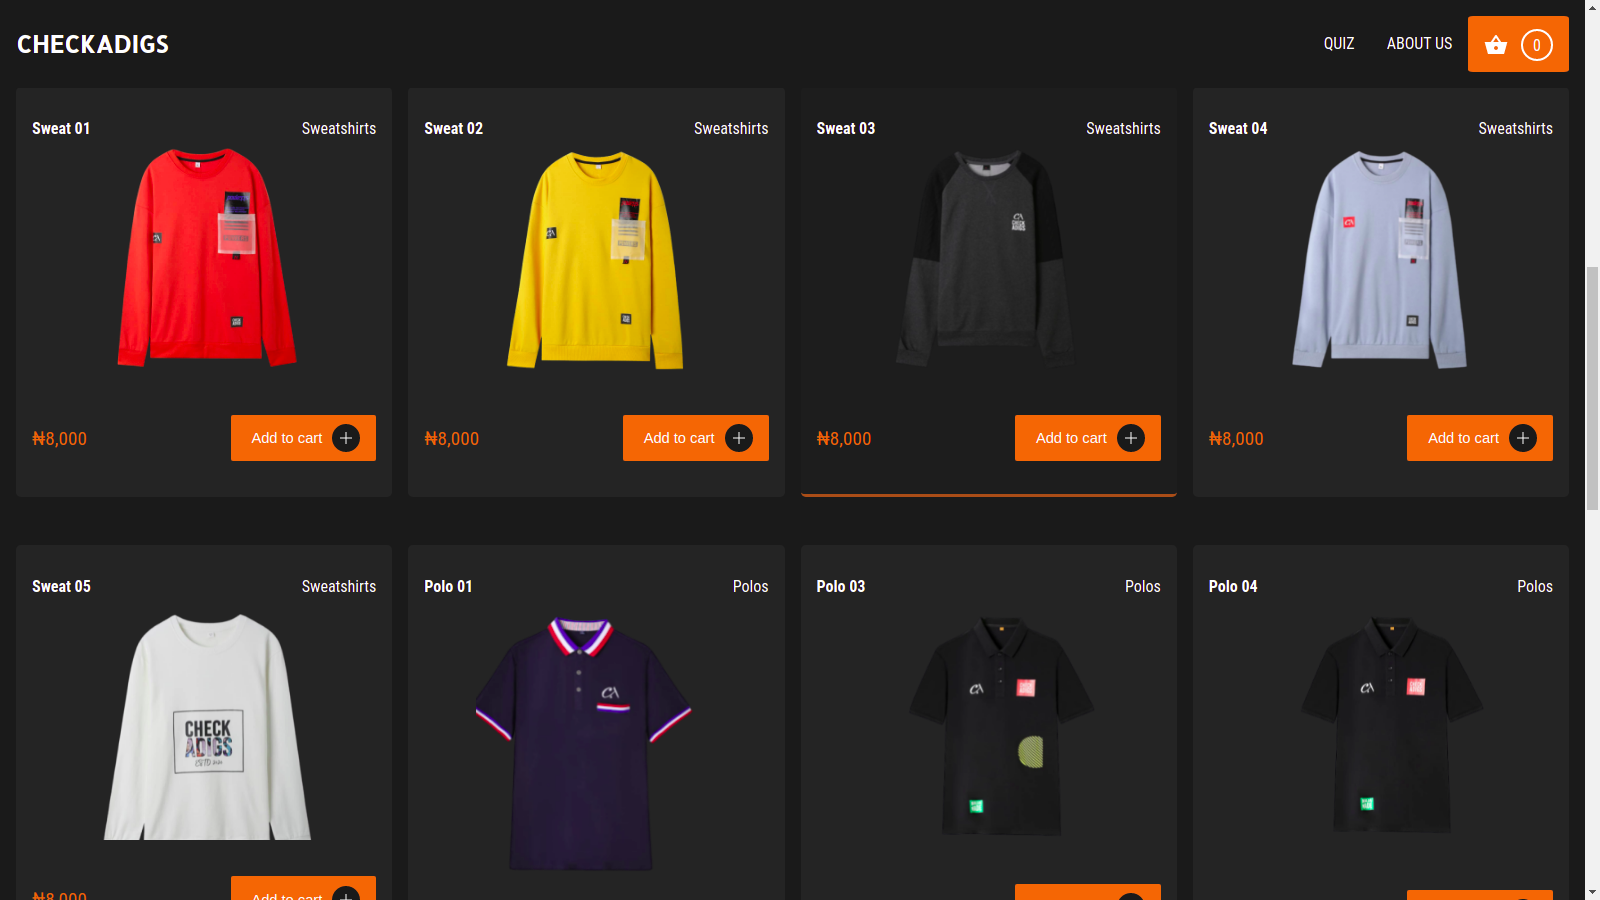 CHECKADIGS
QUIZ
ABOUT US
0
Sweat 01
Sweatshirts
Sweat 02
Sweatshirts
Sweat 03
Sweatshirts
Sweat 04
Sweatshirts
CHECK
ADIGS
₦8,000
Add to cart
₦8,000
Add to cart
₦8,000
Add to cart
₦8,000
Add to cart
Sweat 05
Sweatshirts
Polo 01
Polos
Polo 03
Polos
Polo 04
Polos
CHECK
ADIGS
₦8,000
Add to cart